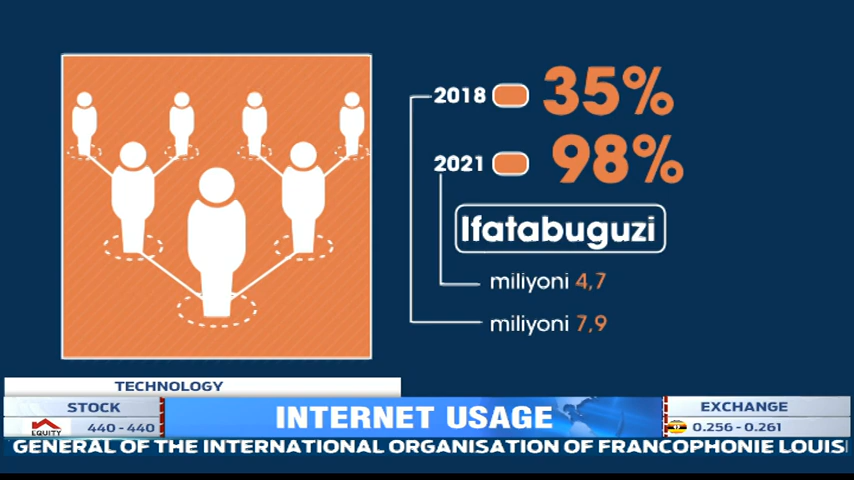 2018 35%
2021 98%
Ifatabuguzi
miliyoni 4,7
miliyoni 7,9
TECHNOLOGY
STOCK
EQUITY 440 - 440
INTERNET USAGE
EXCHANGE
0.256 - 0.261
GENERAL OF THE INTERNATIONAL ORGANISATION OF FRANCOPHONIE LOUIS